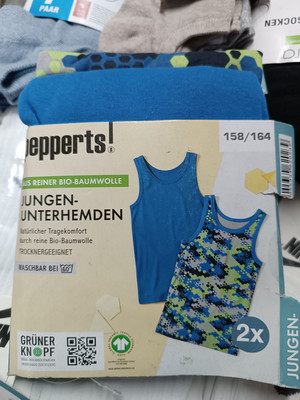 PAAR
SOCKEN
pepperts!
158/164
AUS REINER BIO-BAUMWOLLE
JUNGEN-
UNTERHEMDEN
Natürlicher Tragekomfort
durch reine Bio-Baumwolle
TROCKNERGEEIGNET
WASCHBAR BEI 60°
2x
JUNGEN-
GRÜNER
KNOPF